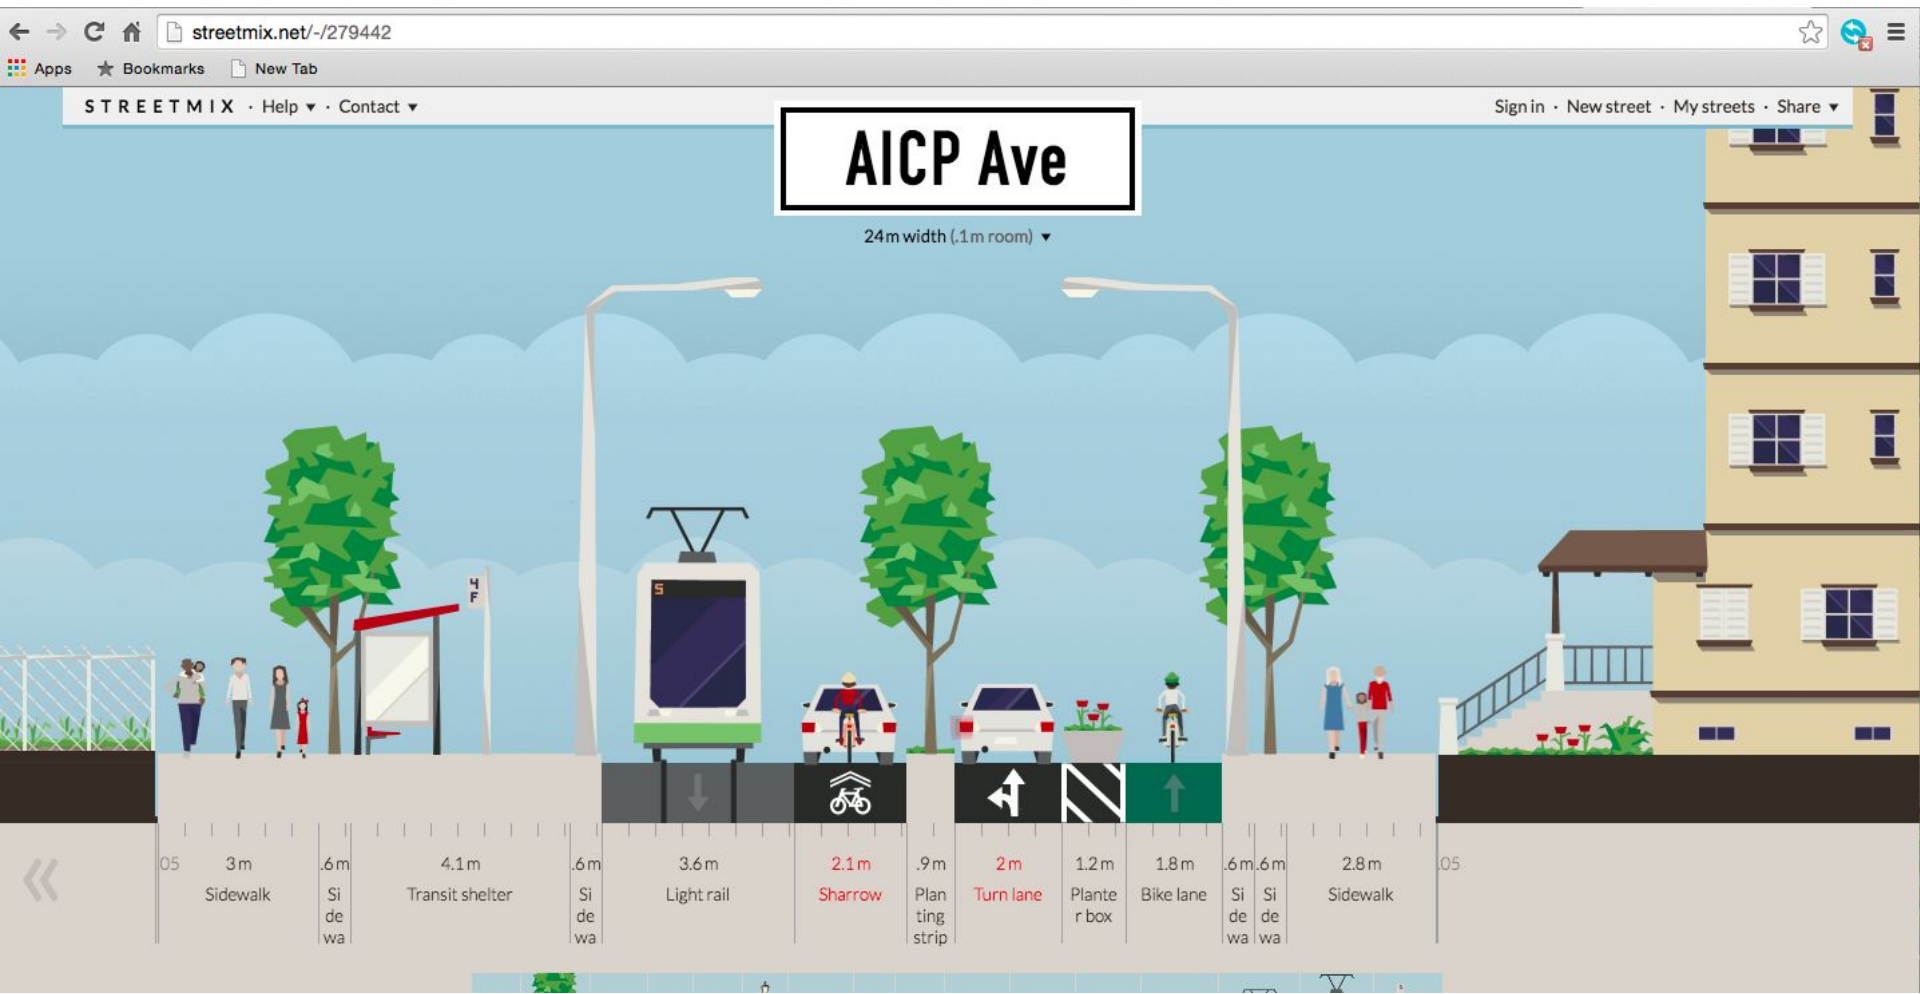 streetmix.net/-/279442
Apps Bookmarks New Tab
STREETMIX · Help ▾ · Contact ▾
Sign in · New street · My streets · Share ▾
AICP Ave
24m width (.1m room) ▾
4
F
S
05 3m .6m 4.1m .6m 3.6m 2.1m .9m 2m 1.2m 1.8m .6m .6m 2.8m .05
Sidewalk Si Transit shelter Si Light rail Sharrow Plan Turn lane Plante Bike lane Si Si Sidewalk
de de ting r box de de
wa wa strip wa wa